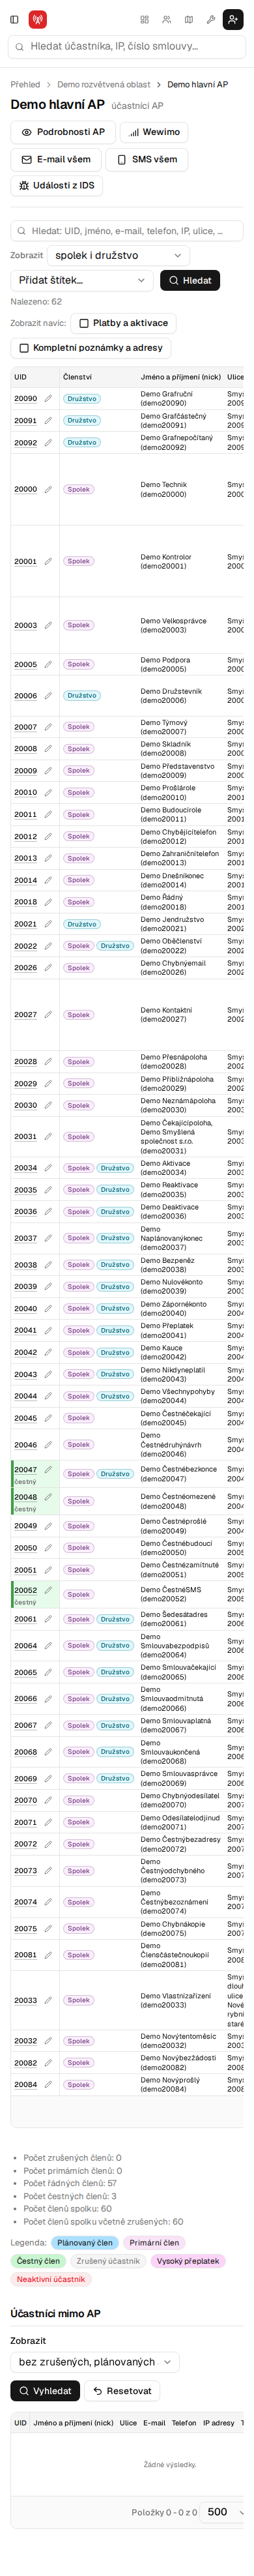 Hledat účastníka, IP, číslo smlouvy...
Přehled > Demo rozvětvená oblast > Demo hlavní AP
Demo hlavní AP účastníci AP
Podrobnosti AP
Wewimo
E-mail všem
SMS všem
Události z IDS
Hledat: UID, jméno, e-mail, telefon, IP, ulice, ...
Zobrazit spolek i družstvo
Přidat štítek...
Hledat
Nalezeno: 62
Zobrazit navíc: Platby a aktivace
Kompletní poznámky a adresy
UID Členství Jméno a příjmení (nick) Ulice
20090 Družstvo Demo Grafruční (demo20090)
20091 Družstvo Demo Grafčástečný (demo20091)
20092 Družstvo Demo Grafnepočítaný (demo20092)
20000 Spolek Demo Technik (demo20000)
20001 Spolek Demo Kontrolor (demo20001)
20003 Spolek Demo Velkosprávce (demo20003)
20005 Spolek Demo Podpora (demo20005)
20006 Družstvo Demo Družstevník (demo20006)
20007 Spolek Demo Týmový (demo20007)
20008 Spolek Demo Skladník (demo20008)
20009 Spolek Demo Představenstvo (demo20009)
20010 Spolek Demo Prošlárole (demo20010)
20011 Spolek Demo Budoucírole (demo20011)
20012 Spolek Demo Chybějícítelefon (demo20012)
20013 Spolek Demo Zahraničnítelefon (demo20013)
20014 Spolek Demo Dnešníkonec (demo20014)
20018 Spolek Demo Řádný (demo20018)
20021 Družstvo Demo Jendružstvo (demo20021)
20022 Spolek Družstvo Demo Oběčlenství (demo20022)
20026 Spolek Demo Chybnýemail (demo20026)
20027 Spolek Demo Kontaktní (demo20027)
20028 Spolek Demo Přesnápoloha (demo20028)
20029 Spolek Demo Přibližnápoloha (demo20029)
20030 Spolek Demo Neznámápoloha (demo20030)
20031 Spolek Demo Čekajícípoloha, Demo Smyšlená společnost s.r.o. (demo20031)
20034 Spolek Družstvo Demo Aktivace (demo20034)
20035 Spolek Družstvo Demo Reaktivace (demo20035)
20036 Spolek Družstvo Demo Deaktivace (demo20036)
20037 Spolek Družstvo Demo Naplánovanýkonec (demo20037)
20038 Spolek Družstvo Demo Bezpeněz (demo20038)
20039 Spolek Družstvo Demo Nulovékonto (demo20039)
20040 Spolek Družstvo Demo Zápornékonto (demo20040)
20041 Spolek Družstvo Demo Přeplatek (demo20041)
20042 Spolek Družstvo Demo Kauce (demo20042)
20043 Spolek Družstvo Demo Nikdyneplatil (demo20043)
20044 Spolek Družstvo Demo Všechnypohyby (demo20044)
20045 Spolek Demo Čestnéčekající (demo20045)
20046 Spolek Demo Čestnédruhýnávrh (demo20046)
20047 čestný Spolek Družstvo Demo Čestnébezkonce (demo20047)
20048 čestný Spolek Demo Čestnéomezené (demo20048)
20049 Spolek Demo Čestnéprošlé (demo20049)
20050 Spolek Demo Čestnébudoucí (demo20050)
20051 Spolek Demo Čestnézamítnuté (demo20051)
20052 čestný Spolek Demo ČestnéSMS (demo20052)
20061 Spolek Družstvo Demo Šedesátadres (demo20061)
20064 Spolek Družstvo Demo Smlouvabezpodpisů (demo20064)
20065 Spolek Družstvo Demo Smlouvačekající (demo20065)
20066 Spolek Družstvo Demo Smlouvaodmítnutá (demo20066)
20067 Spolek Družstvo Demo Smlouvaplatná (demo20067)
20068 Spolek Družstvo Demo Smlouvaukončená (demo20068)
20069 Spolek Družstvo Demo Smlouvasprávce (demo20069)
20070 Spolek Demo Chybnýodesílatel (demo20070)
20071 Spolek Demo Odesílatelodjinud (demo20071)
20072 Spolek Demo Čestnýbezadresy (demo20072)
20073 Spolek Demo Čestnýodchybného (demo20073)
20074 Spolek Demo Čestnýbezoznámení (demo20074)
20075 Spolek Demo Chybnákopie (demo20075)
20081 Spolek Demo Člensčástečnoukopií (demo20081)
20033 Spolek Demo Vlastnízařízení (demo20033)
20032 Spolek Demo Novýtentoměsíc (demo20032)
20082 Spolek Demo Novýbezžádosti (demo20082)
20084 Spolek Demo Novýprošlý (demo20084)
Počet zrušených členů: 0
Počet primárních členů: 0
Počet řádných členů: 57
Počet čestných členů: 3
Počet členů spolku: 60
Počet členů spolku včetně zrušených: 60
Legenda: Plánovaný člen Primární člen
Čestný člen Zrušený účastník Vysoký přeplatek
Neaktivní účastník
Účastníci mimo AP
Zobrazit
bez zrušených, plánovaných
Vyhledat
Resetovat
UID Jméno a příjmení (nick) Ulice E-mail Telefon IP adresy
Žádné výsledky.
Položky 0 - 0 z 0 500